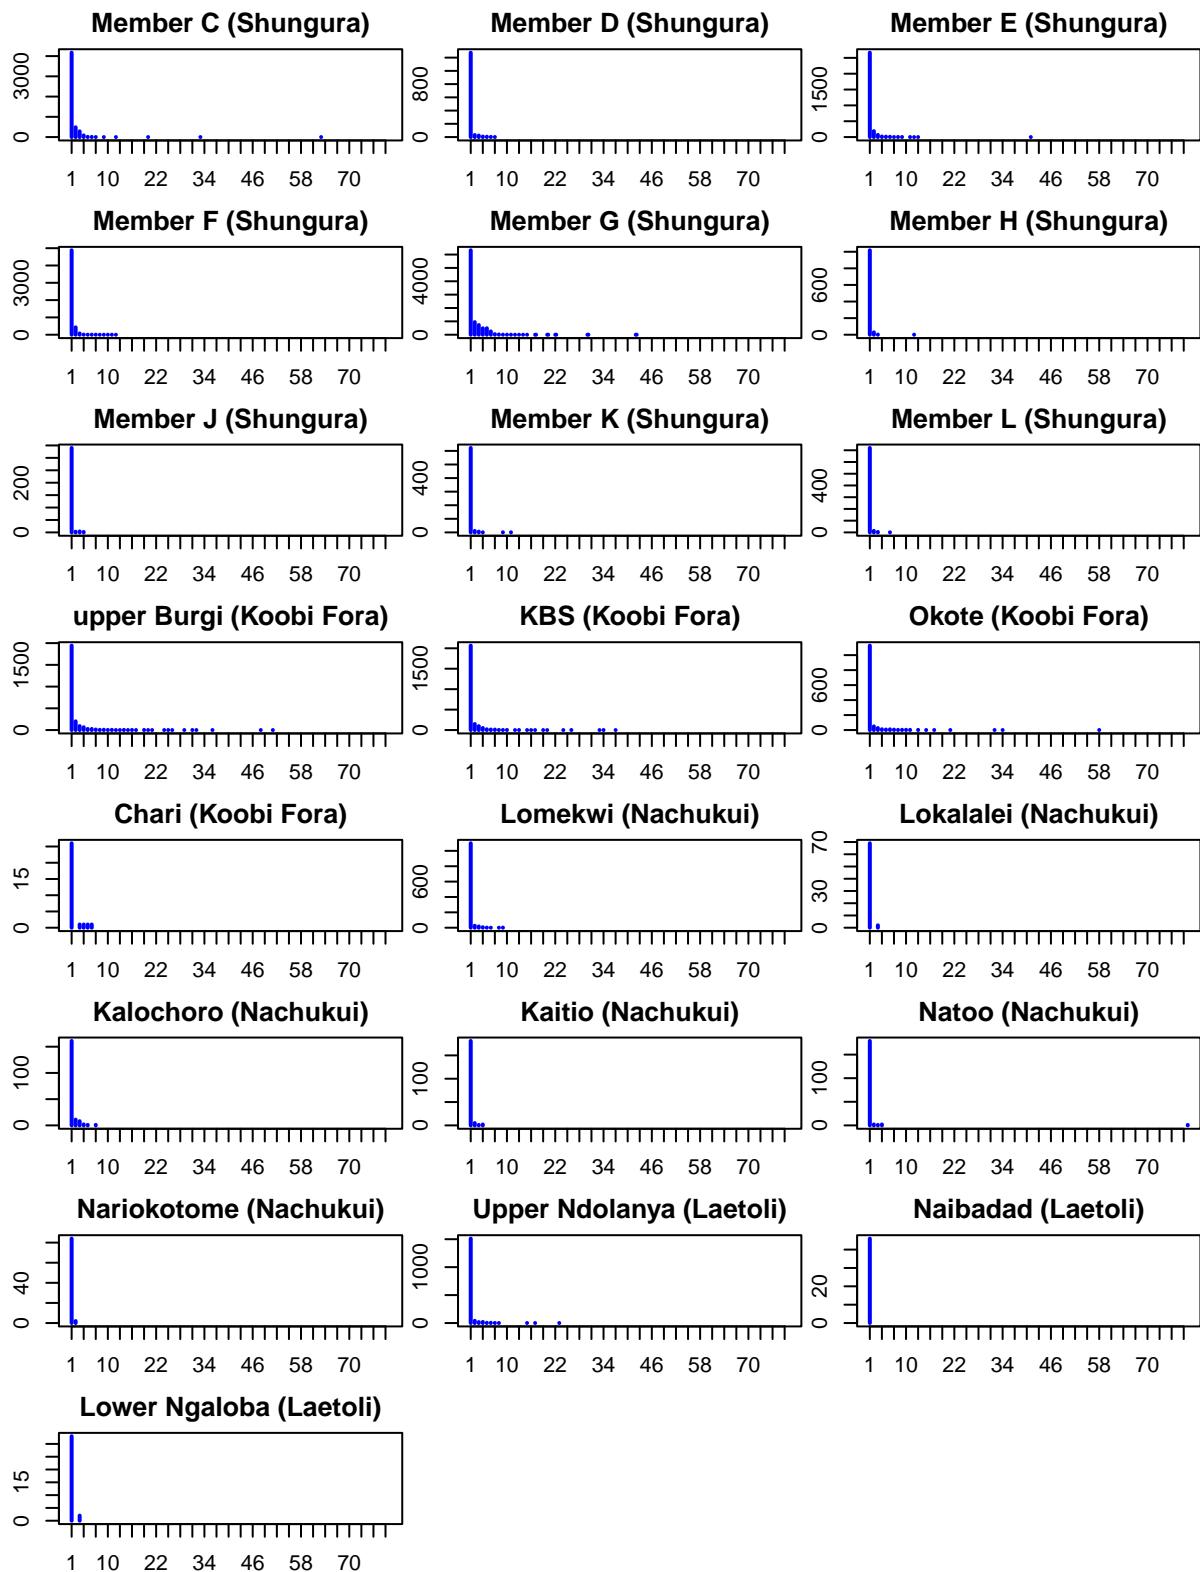 Member C (Shungura) Member D (Shungura) Member E (Shungura)
0 3000 0 800 0 1500
1 10 22 34 46 58 70 1 10 22 34 46 58 70 1 10 22 34 46 58 70
Member F (Shungura) Member G (Shungura) Member H (Shungura)
0 3000 0 4000 0 600
1 10 22 34 46 58 70 1 10 22 34 46 58 70 1 10 22 34 46 58 70
Member J (Shungura) Member K (Shungura) Member L (Shungura)
0 200 0 400 0 400
1 10 22 34 46 58 70 1 10 22 34 46 58 70 1 10 22 34 46 58 70
upper Burgi (Koobi Fora) KBS (Koobi Fora) Okote (Koobi Fora)
0 1500 0 1500 0 600
1 10 22 34 46 58 70 1 10 22 34 46 58 70 1 10 22 34 46 58 70
Chari (Koobi Fora) Lomekwi (Nachukui) Lokalalei (Nachukui)
0 15 0 600 0 30 70
1 10 22 34 46 58 70 1 10 22 34 46 58 70 1 10 22 34 46 58 70
Kalochoro (Nachukui) Kaitio (Nachukui) Natoo (Nachukui)
0 100 0 100 0 100
1 10 22 34 46 58 70 1 10 22 34 46 58 70 1 10 22 34 46 58 70
Nariokotome (Nachukui) Upper Ndolanya (Laetoli) Naibadad (Laetoli)
0 40 0 1000 0 20
1 10 22 34 46 58 70 1 10 22 34 46 58 70 1 10 22 34 46 58 70
Lower Ngaloba (Laetoli)
0 15
1 10 22 34 46 58 70